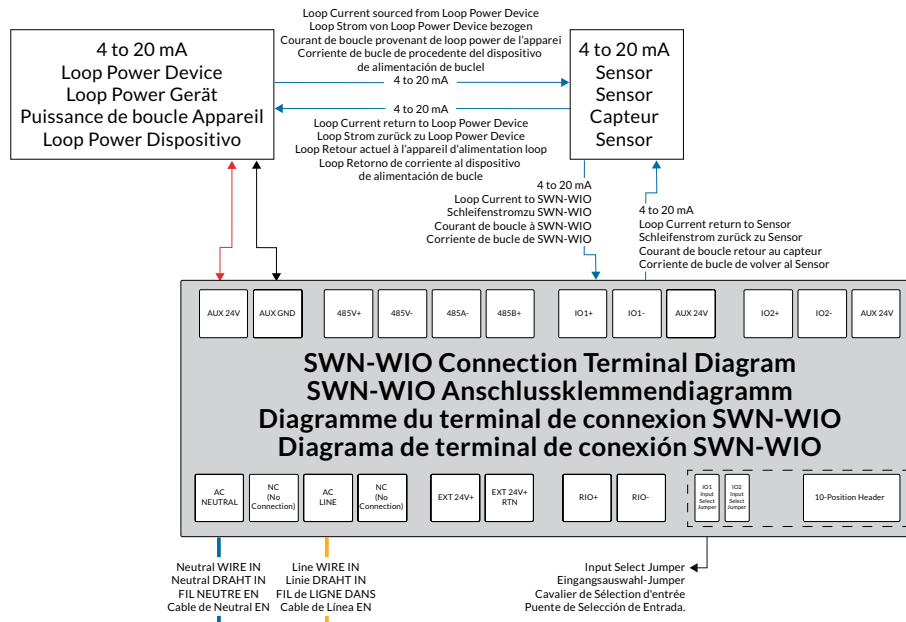 Loop Current sourced from Loop Power Device
Loop Strom von Loop Power Device bezogen
Courant de boucle provenant de loop power de l'apparei
Corriente de bucle de procedente del dispositivo
de alimentación de buclel
4 to 20 mA
Loop Power Device
Loop Power Gerät
Puissance de boucle Appareil
Loop Power Dispositivo
4 to 20 mA
4 to 20 mA
Loop Current return to Loop Power Device
Loop Strom zurück zu Loop Power Device
Loop Retour actuel à l'appareil d'alimentation loop
Loop Retorno de corriente al dispositivo
de alimentación de bucle
4 to 20 mA
Sensor
Sensor
Capteur
Sensor
4 to 20 mA
Loop Current to SWN-WIO
Schleifenstromzu SWN-WIO
Courant de boucle à SWN-WIO
Corriente de bucle de SWN-WIO
4 to 20 mA
Loop Current return to Sensor
Schleifenstrom zurück zu Sensor
Courant de boucle retour au capteur
Corriente de bucle de volver al Sensor
AUX 24V
AUX GND
485V+
485V-
485A-
485B+
IO1+
IO1-
AUX 24V
IO2+
IO2-
AUX 24V
SWN-WIO Connection Terminal Diagram
SWN-WIO Anschlussklemmendiagramm
Diagramme du terminal de connexion SWN-WIO
Diagrama de terminal de conexión SWN-WIO
AC
NEUTRAL
NC
(No
Connection)
AC
LINE
NC
(No
Connection)
EXT 24V+
EXT 24V+
RTN
RIO+
RIO-
IO1
Input
Select
Jumper
IO2
Input
Select
Jumper
10-Position Header
Neutral WIRE IN
Neutral DRAHT IN
FIL NEUTRE EN
Cable de Neutral EN
Line WIRE IN
Linie DRAHT IN
FIL de LIGNE DANS
Cable de Línea EN
Input Select Jumper
Eingangsauswahl-Jumper
Cavalier de Sélection d'entrée
Puente de Selección de Entrada.